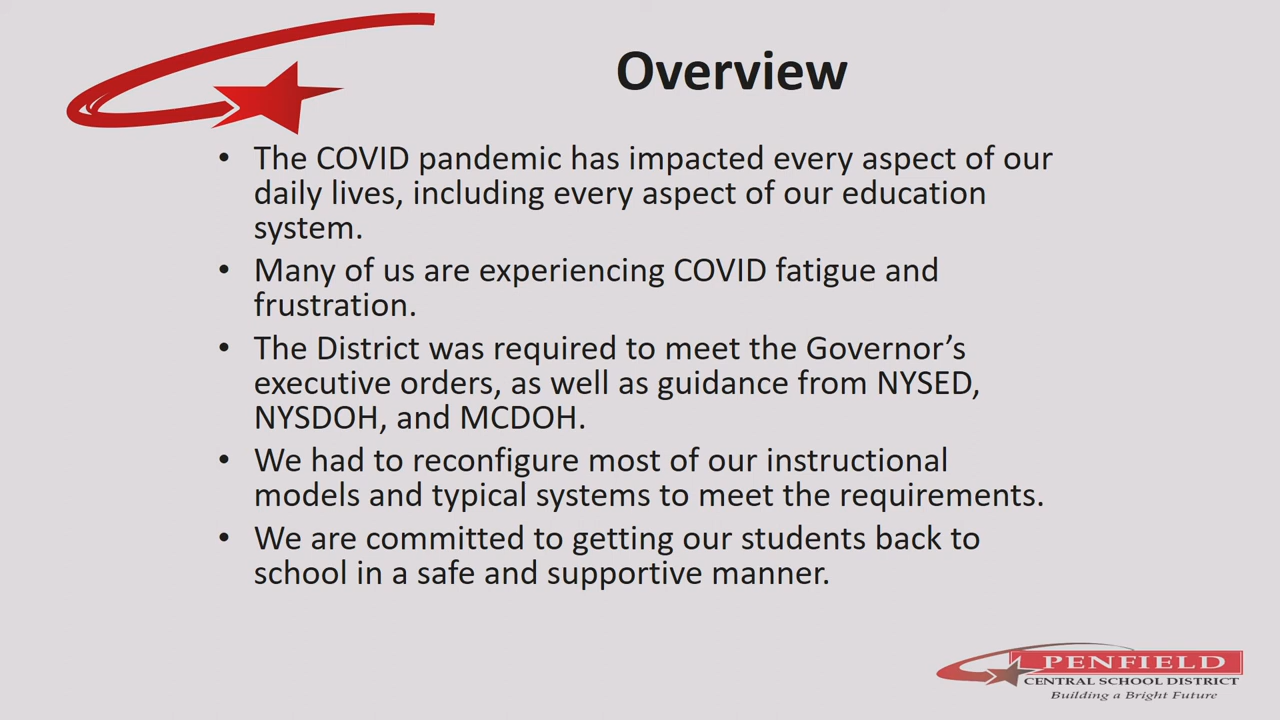 Overview
• The COVID pandemic has impacted every aspect of our
daily lives, including every aspect of our education
system.
• Many of us are experiencing COVID fatigue and
frustration.
• The District was required to meet the Governor’s
executive orders, as well as guidance from NYSED,
NYSDOH, and MCDOH.
• We had to reconfigure most of our instructional
models and typical systems to meet the requirements.
• We are committed to getting our students back to
school in a safe and supportive manner.
PENFIELD
CENTRAL SCHOOL DISTRICT
Building a Bright Future